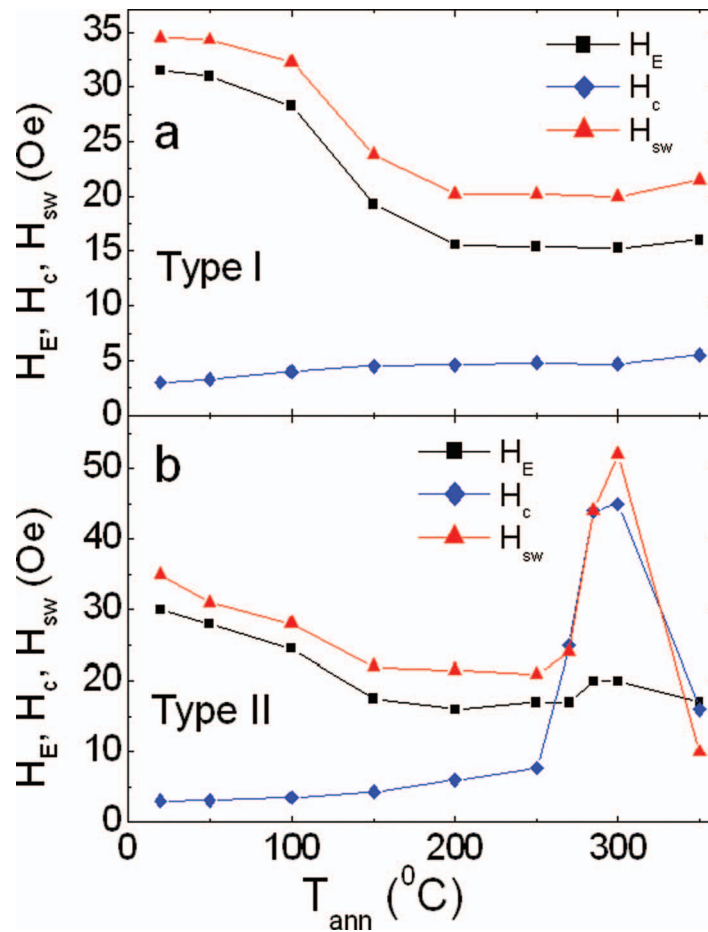 35
30
25
20
15
10
5
0
H_E, H_c, H_sw (Oe)
a
Type I
H_E
H_c
H_sw
50
40
30
20
10
0
H_E, H_c, H_sw (Oe)
b
Type II
H_E
H_c
H_sw
0 100 200 300
T_ann (⁰C)